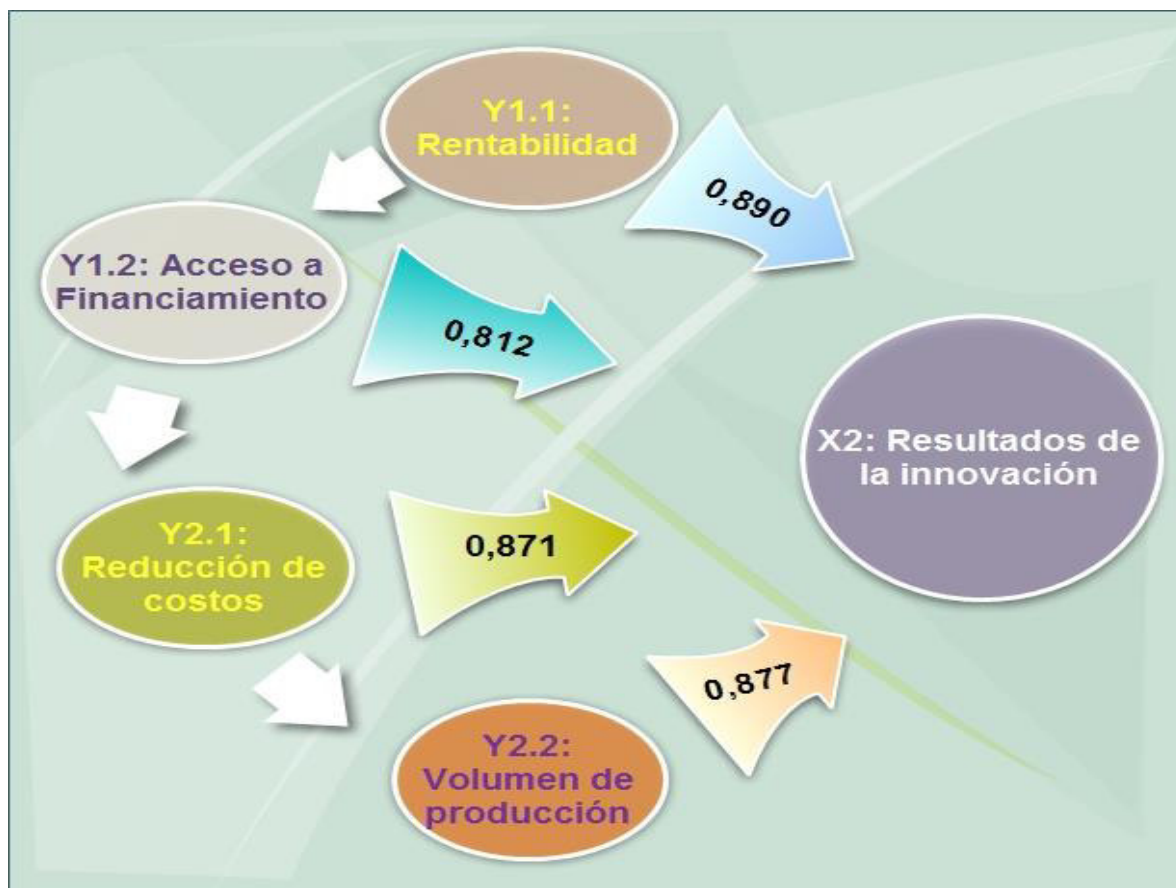 Y1.1:
Rentabilidad
0,890
Y1.2: Acceso a
Financiamiento
0,812
X2: Resultados de
la innovación
Y2.1:
Reducción de
costos
0,871
0,877
Y2.2:
Volumen de
producción